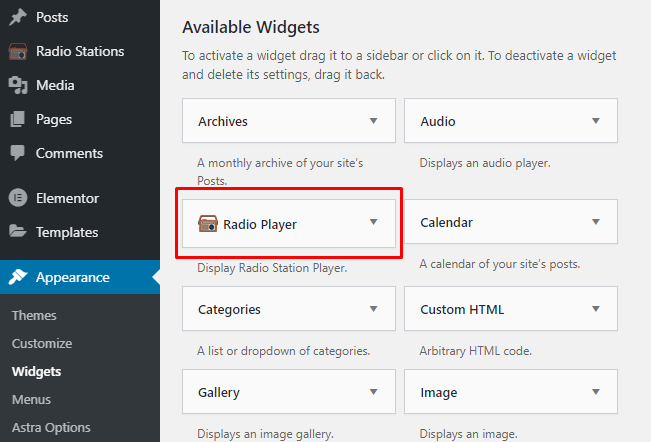 Posts
Radio Stations
Media
Pages
Comments
Elementor
Templates
Appearance
Themes
Customize
Widgets
Menus
Astra Options
Available Widgets
To activate a widget drag it to a sidebar or click on it. To deactivate a widget
and delete its settings, drag it back.
Archives
A monthly archive of your site's
Posts.
Audio
Displays an audio player.
Radio Player
Display Radio Station Player.
Calendar
A calendar of your site's posts.
Categories
A list or dropdown of categories.
Custom HTML
Arbitrary HTML code.
Gallery
Displays an image gallery.
Image
Displays an image.